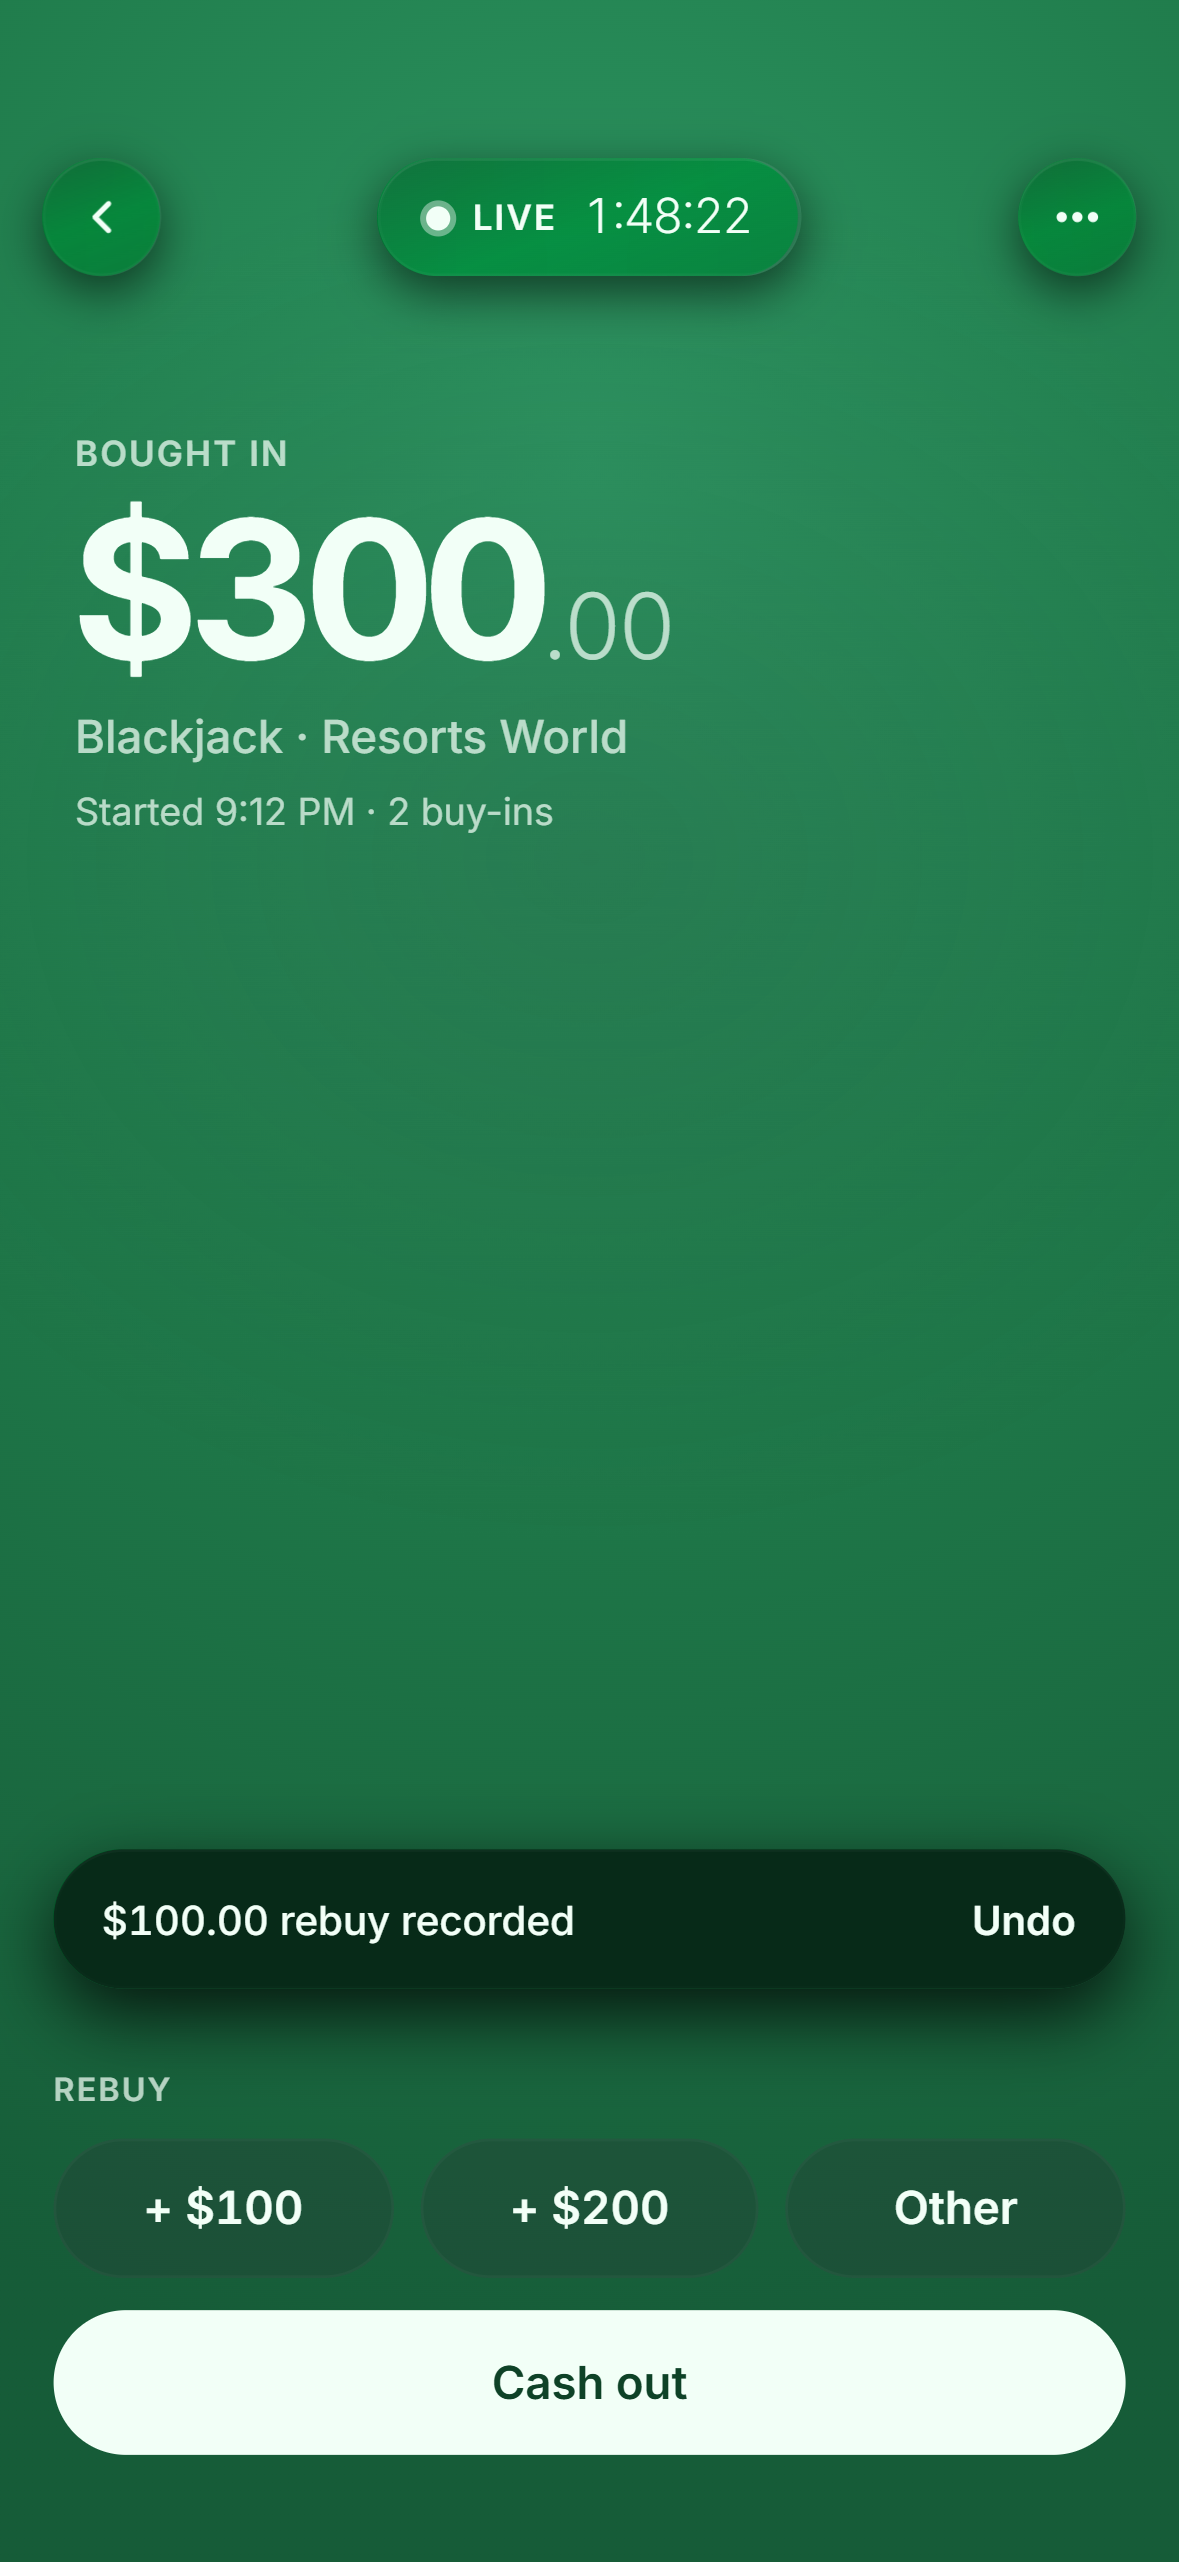 LIVE 1:48:22
BOUGHT IN
$300.00
Blackjack · Resorts World
Started 9:12 PM · 2 buy-ins
$100.00 rebuy recorded Undo
REBUY
+ $100 + $200 Other
Cash out